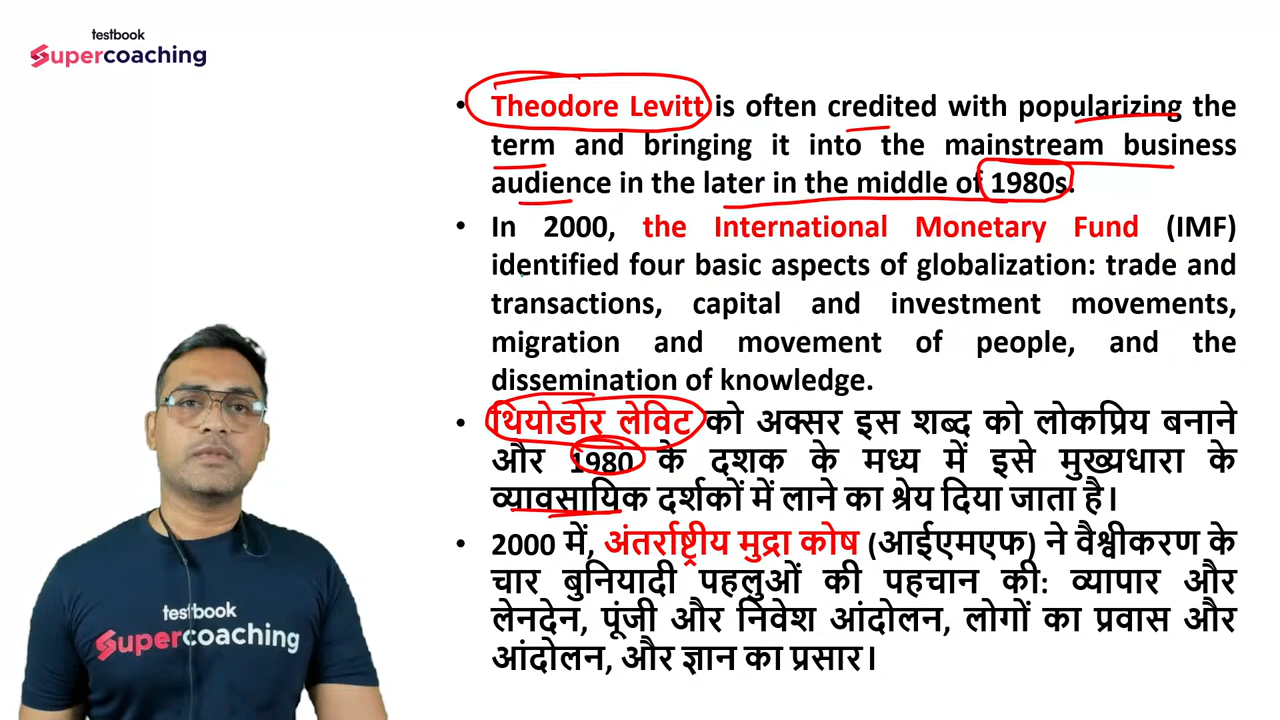 testbook
Supercoaching
• Theodore Levitt is often credited with popularizing the
term and bringing it into the mainstream business
audience in the later in the middle of 1980s.
• In 2000, the International Monetary Fund (IMF)
identified four basic aspects of globalization: trade and
transactions, capital and investment movements,
migration and movement of people, and the
dissemination of knowledge.
• थियोडोर लेविट को अक्सर इस शब्द को लोकप्रिय बनाने
और 1980 के दशक के मध्य में इसे मुख्यधारा के
व्यावसायिक दर्शकों में लाने का श्रेय दिया जाता है।
• 2000 में, अंतर्राष्ट्रीय मुद्रा कोष (आईएमएफ) ने वैश्वीकरण के
चार बुनियादी पहलुओं की पहचान की: व्यापार और
लेनदेन, पूंजी और निवेश आंदोलन, लोगों का प्रवास और
आंदोलन, और ज्ञान का प्रसार।
testbook
Supercoaching